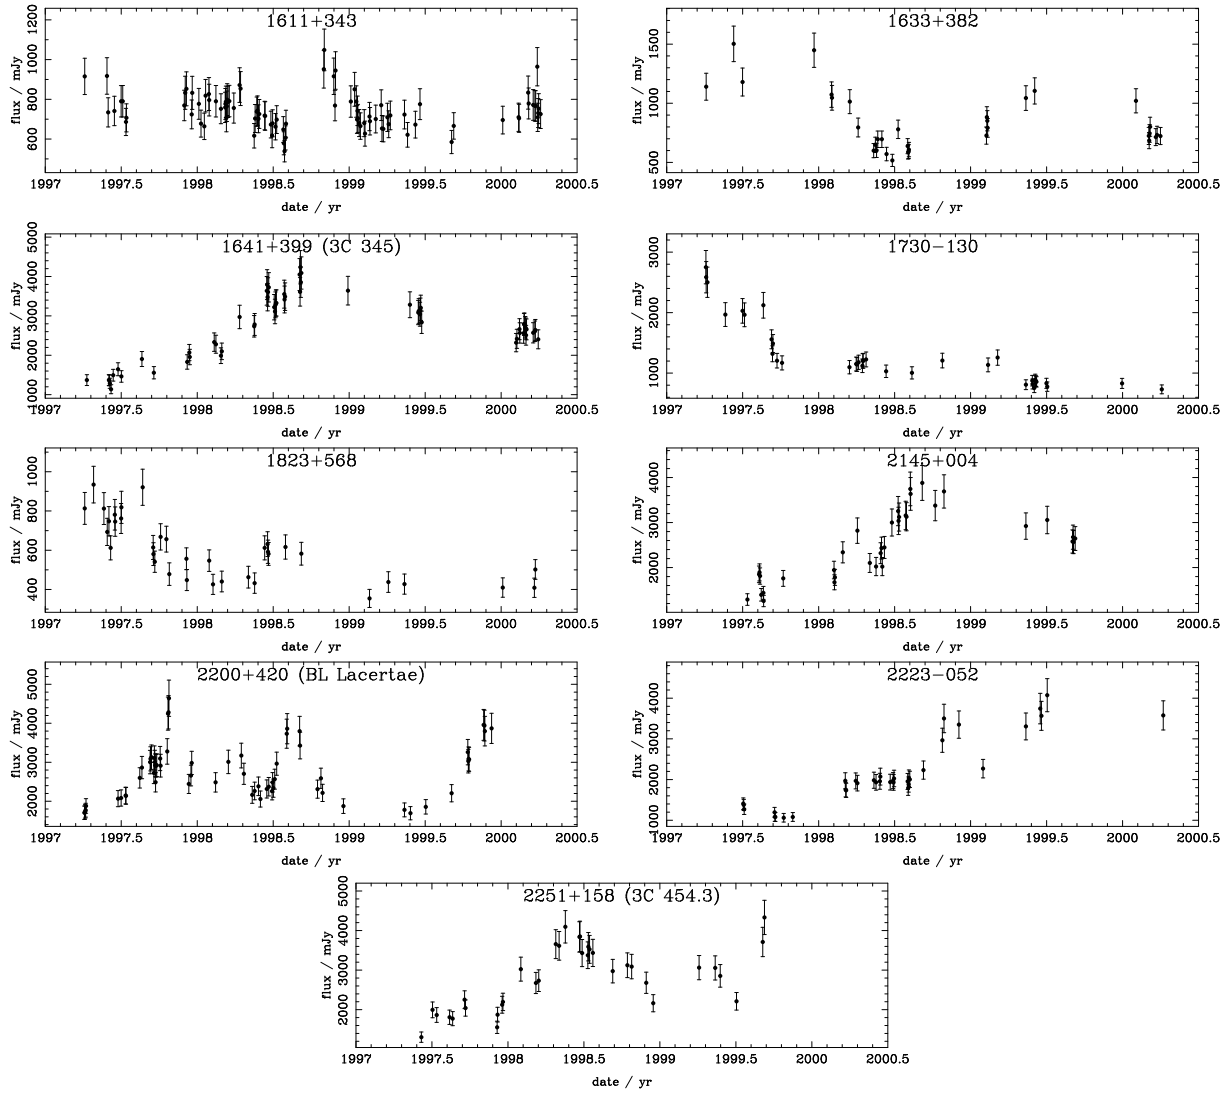 1611+343
flux / mJy
600 800 1000 1200
1997 1997.5 1998 1998.5 1999 1999.5 2000 2000.5
date / yr
1633+382
flux / mJy
500 1000 1500
1997 1997.5 1998 1998.5 1999 1999.5 2000 2000.5
date / yr
1641+399 (3C 345)
flux / mJy
1000 2000 3000 4000 5000
1997 1997.5 1998 1998.5 1999 1999.5 2000 2000.5
date / yr
1730−130
flux / mJy
1000 2000 3000
1997 1997.5 1998 1998.5 1999 1999.5 2000 2000.5
date / yr
1823+568
flux / mJy
400 600 800 1000
1997 1997.5 1998 1998.5 1999 1999.5 2000 2000.5
date / yr
2145+004
flux / mJy
2000 3000 4000
1997 1997.5 1998 1998.5 1999 1999.5 2000 2000.5
date / yr
2200+420 (BL Lacertae)
flux / mJy
2000 3000 4000 5000
1997 1997.5 1998 1998.5 1999 1999.5 2000 2000.5
date / yr
2223−052
flux / mJy
1000 2000 3000 4000
1997 1997.5 1998 1998.5 1999 1999.5 2000 2000.5
date / yr
2251+158 (3C 454.3)
flux / mJy
2000 3000 4000 5000
1997 1997.5 1998 1998.5 1999 1999.5 2000 2000.5
date / yr